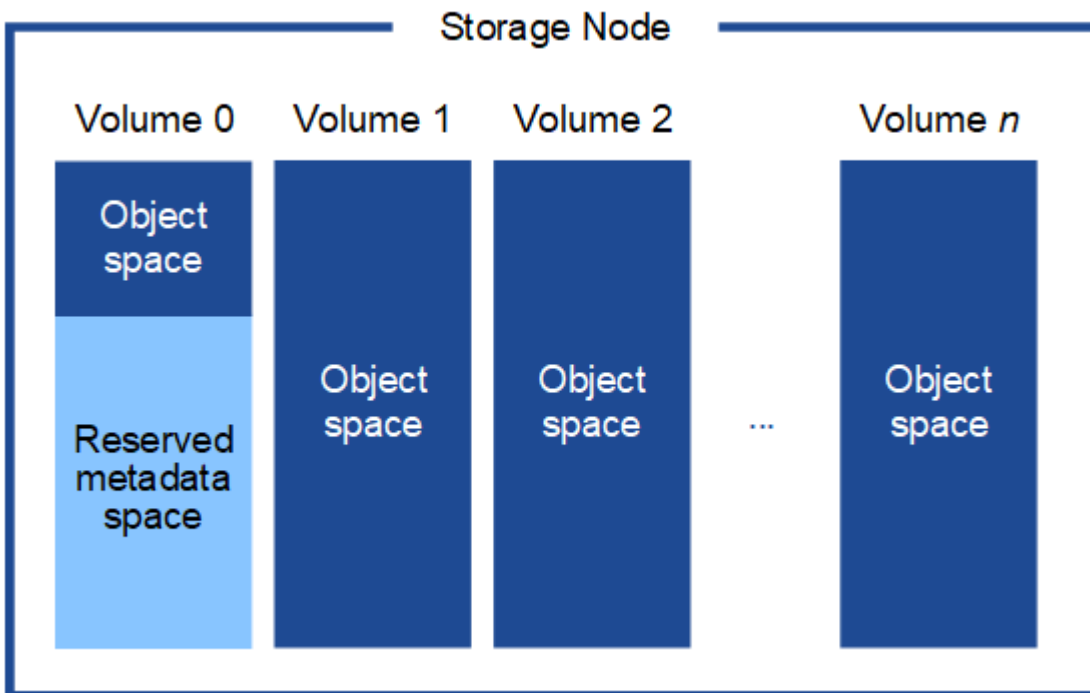 Storage Node
Volume 0
Volume 1
Volume 2
Volume n
Object
space
Reserved
metadata
space
Object
space
Object
space
...
Object
space